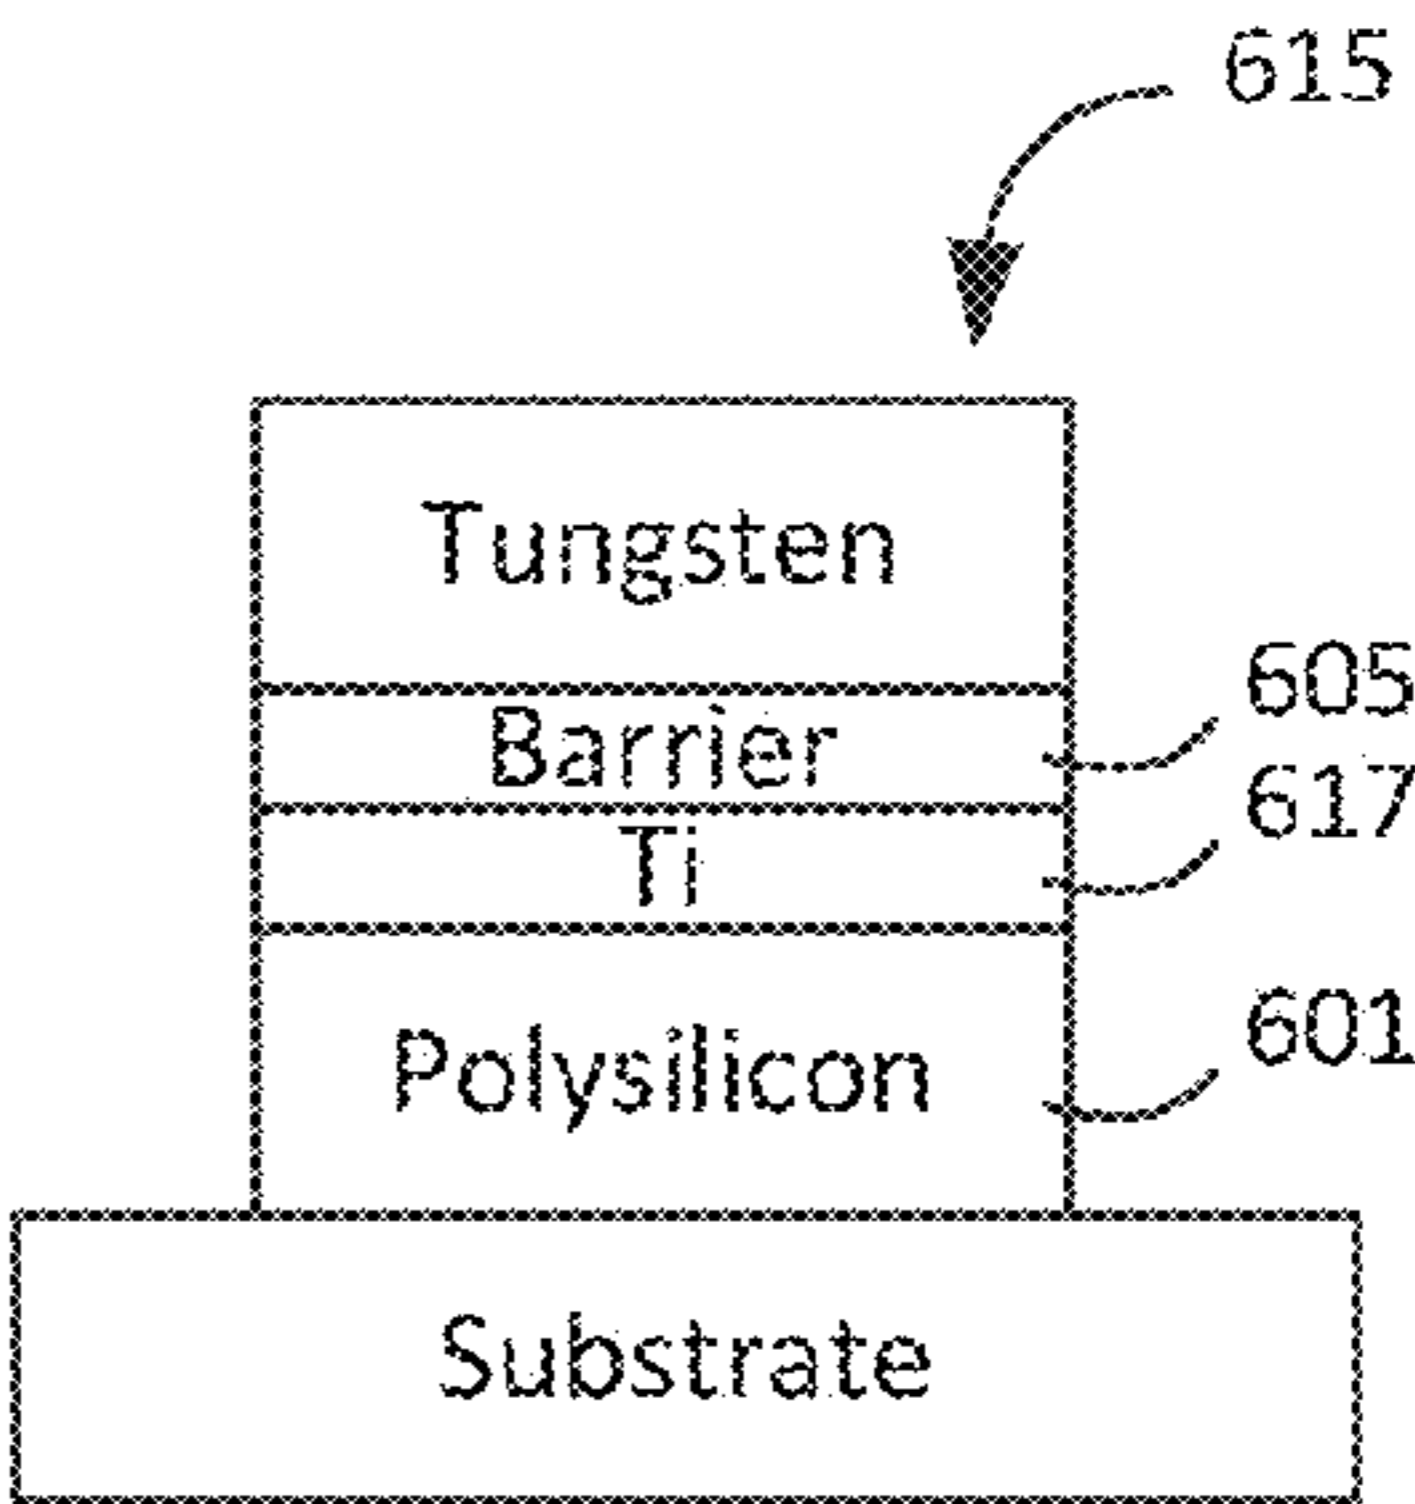 615
Tungsten
605
Barrier
617
Ti
601
Polysilicon
Substrate